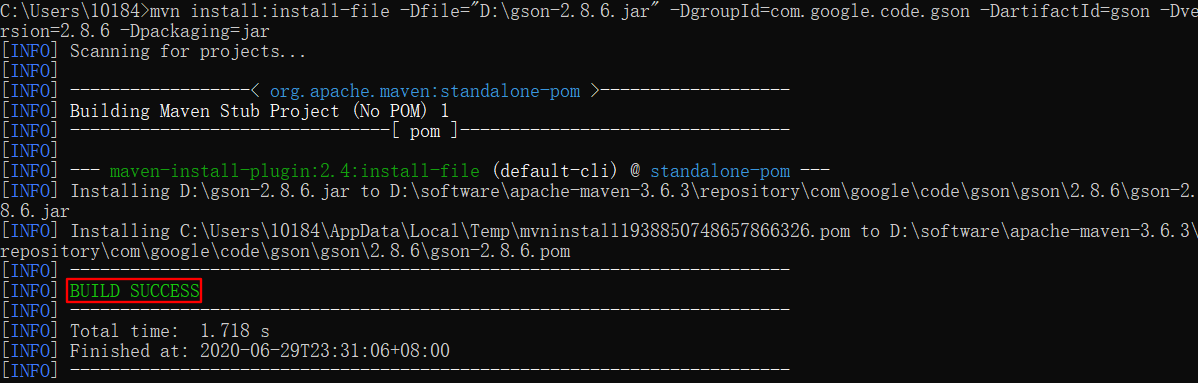 C:\Users\10184>mvn install:install-file -Dfile="D:\gson-2.8.6.jar" -DgroupId=com.google.code.gson -DartifactId=gson -Dve
rsion=2.8.6 -Dpackaging=jar
[INFO] Scanning for projects...
[INFO]
[INFO] ------------------< org.apache.maven:standalone-pom >-------------------
[INFO] Building Maven Stub Project (No POM) 1
[INFO] --------------------------------[ pom ]---------------------------------
[INFO]
[INFO] --- maven-install-plugin:2.4:install-file (default-cli) @ standalone-pom ---
[INFO] Installing D:\gson-2.8.6.jar to D:\software\apache-maven-3.6.3\repository\com\google\code\gson\gson\2.8.6\gson-2.
8.6.jar
[INFO] Installing C:\Users\10184\AppData\Local\Temp\mvninstall1938850748657866326.pom to D:\software\apache-maven-3.6.3\
repository\com\google\code\gson\gson\2.8.6\gson-2.8.6.pom
[INFO] ------------------------------------------------------------------------
[INFO] BUILD SUCCESS
[INFO] ------------------------------------------------------------------------
[INFO] Total time:  1.718 s
[INFO] Finished at: 2020-06-29T23:31:06+08:00
[INFO] ------------------------------------------------------------------------